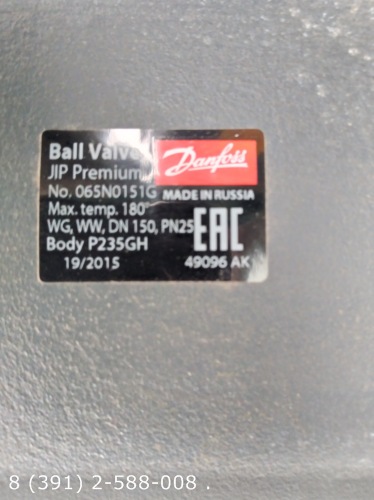 Ball Valve
Danfoss
JIP Premium
No. 065N0151G
MADE IN RUSSIA
Max. temp. 180°
WG, WW, DN 150, PN25
EAC
Body P235GH
19/2015
49096 AK
8 (391) 2-588-008 .